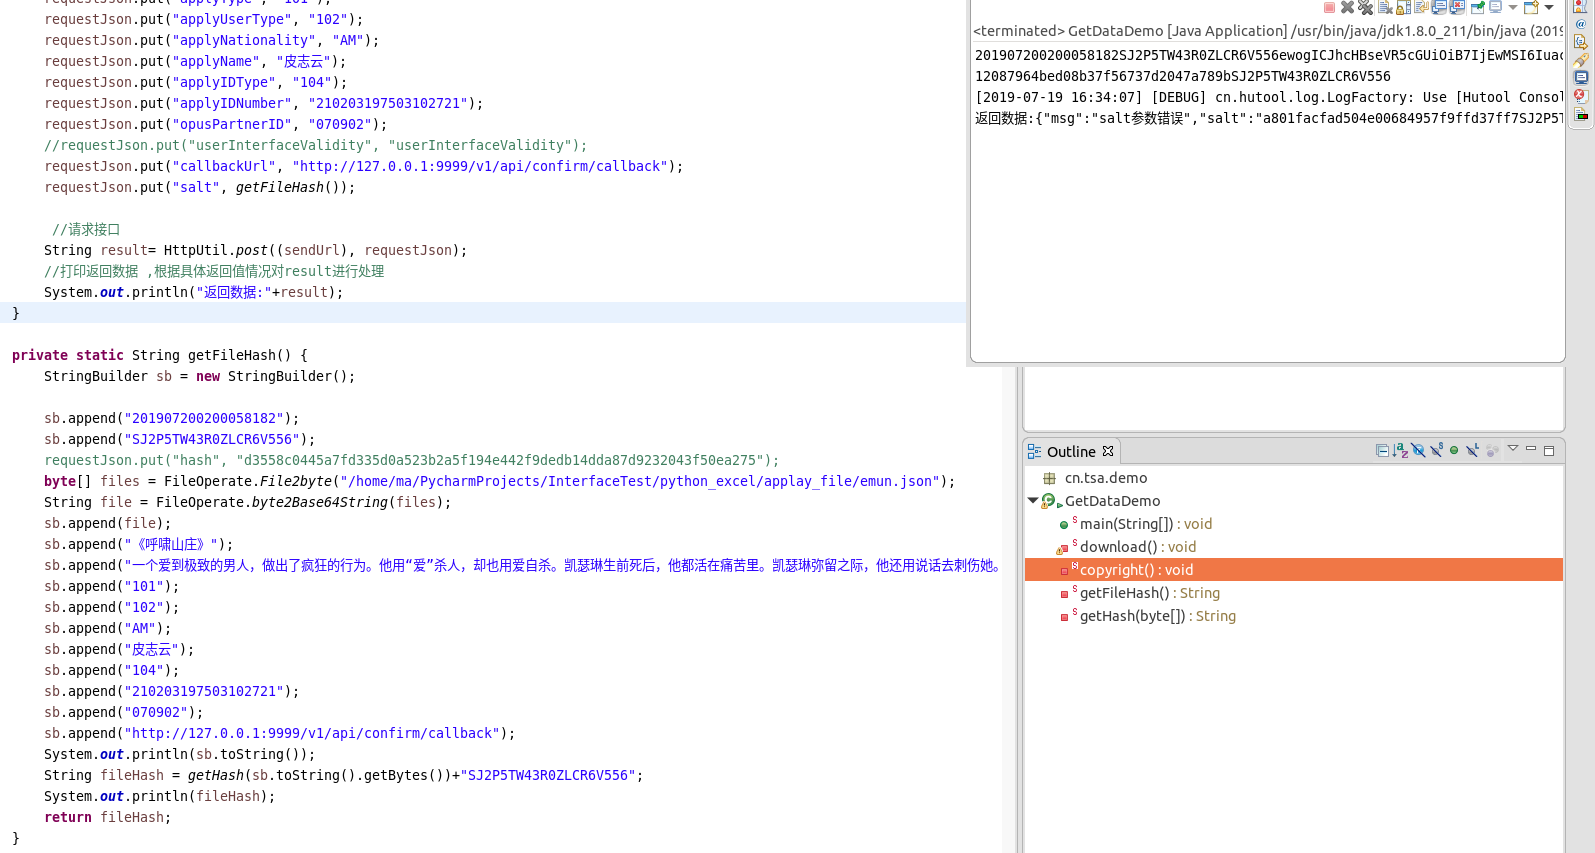 requestJson.put("applyType", "101");
requestJson.put("applyUserType", "102");
requestJson.put("applyNationality", "AM");
requestJson.put("applyName", "皮志云");
requestJson.put("applyIDType", "104");
requestJson.put("applyIDNumber", "210203197503102721");
requestJson.put("opusPartnerID", "070902");
//requestJson.put("userInterfaceValidity", "userInterfaceValidity");
requestJson.put("callbackUrl", "http://127.0.0.1:9999/v1/api/confirm/callback");
requestJson.put("salt", getFileHash());
//请求接口
String result= HttpUtil.post((sendUrl), requestJson);
//打印返回数据 ,根据具体返回值情况对result进行处理
System.out.println("返回数据:"+result);
}
private static String getFileHash() {
StringBuilder sb = new StringBuilder();
sb.append("201907200200058182");
sb.append("SJ2P5TW43R0ZLCR6V556");
requestJson.put("hash", "d3558c0445a7fd335d0a523b2a5f194e442f9dedb14dda87d9232043f50ea275");
byte[] files = FileOperate.File2byte("/home/ma/PycharmProjects/InterfaceTest/python_excel/applay_file/emun.json");
String file = FileOperate.byte2Base64String(files);
sb.append(file);
sb.append("《呼啸山庄》");
sb.append("一个爱到极致的男人，做出了疯狂的行为。他用“爱”杀人，却也用爱自杀。凯瑟琳生前死后，他都活在痛苦里。凯瑟琳弥留之际，他还用说话去刺伤她。
sb.append("101");
sb.append("102");
sb.append("AM");
sb.append("皮志云");
sb.append("104");
sb.append("210203197503102721");
sb.append("070902");
sb.append("http://127.0.0.1:9999/v1/api/confirm/callback");
System.out.println(sb.toString());
String fileHash = getHash(sb.toString().getBytes())+"SJ2P5TW43R0ZLCR6V556";
System.out.println(fileHash);
return fileHash;
}
<terminated> GetDataDemo [Java Application] /usr/bin/java/jdk1.8.0_211/bin/java (2019
201907200200058182SJ2P5TW43R0ZLCR6V556ewogICJhcHBseVR5cGUiOiB7IjEwMSI6Iuac
12087964bed08b37f56737d2047a789bSJ2P5TW43R0ZLCR6V556
[2019-07-19 16:34:07] [DEBUG] cn.hutool.log.LogFactory: Use [Hutool Consol
返回数据:{"msg":"salt参数错误","salt":"a801facfad504e00684957f9ffd37ff7SJ2P5T
Outline
cn.tsa.demo
GetDataDemo
main(String[]) : void
download() : void
copyright() : void
getFileHash() : String
getHash(byte[]) : String